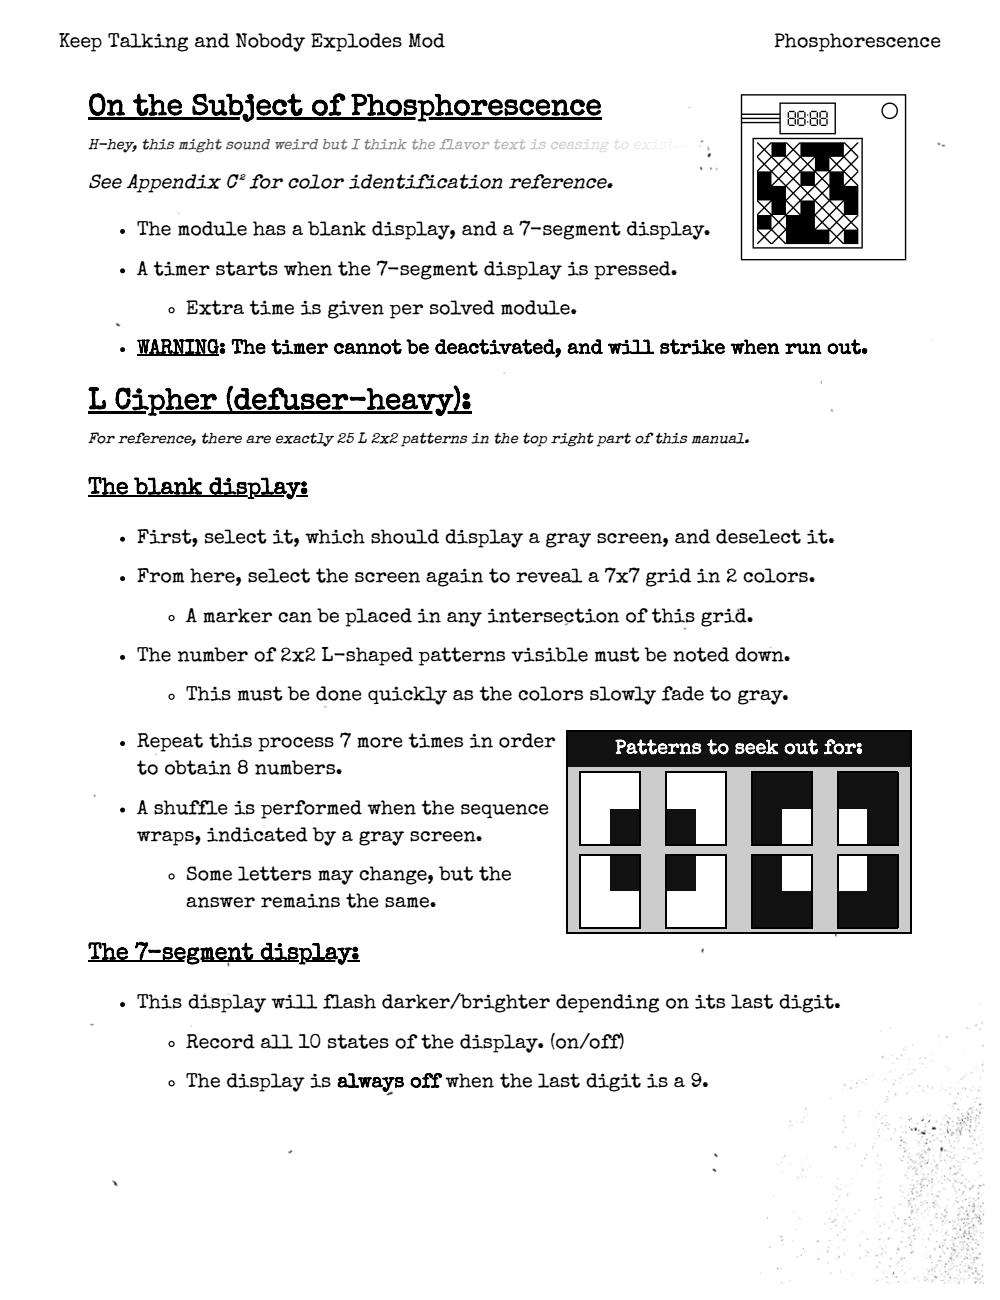 Keep Talking and Nobody Explodes Mod
Phosphorescence
On the Subject of Phosphorescence
H-hey, this might sound weird but I think the flavor text is ceasing to exist...
88:88
See Appendix C² for color identification reference.
• The module has a blank display, and a 7-segment display.
• A timer starts when the 7-segment display is pressed.
◦ Extra time is given per solved module.
• WARNING: The timer cannot be deactivated, and will strike when run out.
L Cipher (defuser-heavy):
For reference, there are exactly 25 L 2x2 patterns in the top right part of this manual.
The blank display:
• First, select it, which should display a gray screen, and deselect it.
• From here, select the screen again to reveal a 7x7 grid in 2 colors.
◦ A marker can be placed in any intersection of this grid.
• The number of 2x2 L-shaped patterns visible must be noted down.
◦ This must be done quickly as the colors slowly fade to gray.
• Repeat this process 7 more times in order
to obtain 8 numbers.
• A shuffle is performed when the sequence
wraps, indicated by a gray screen.
◦ Some letters may change, but the
answer remains the same.
Patterns to seek out for:
The 7-segment display:
• This display will flash darker/brighter depending on its last digit.
◦ Record all 10 states of the display. (on/off)
◦ The display is always off when the last digit is a 9.